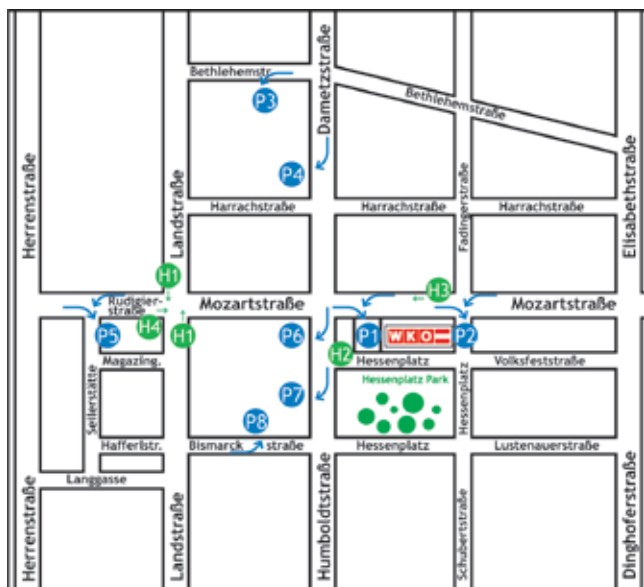 Bethlehemstr.
P3
Dametzstraße
Bethlehemstraße
P4
Herrenstraße
Landstraße
Harrachstraße
Harrachstraße
Fadingerstraße
Harrachstraße
Elisabethstraße
H1
H3
Rudigier-
straße
Mozartstraße
Mozartstraße
P5
H4
H1
P6
P1
WKO
P2
H2
Magazing.
Hessenplatz
Volksfeststraße
Seilerstätte
Hessenplatz Park
Hessenplatz
P7
P8
Hafferlstr.
Bismarck straße
Hessenplatz
Lustenauerstraße
Langgasse
Herrenstraße
Landstraße
Humboldtstraße
Schubertstraße
Dinghoferstraße